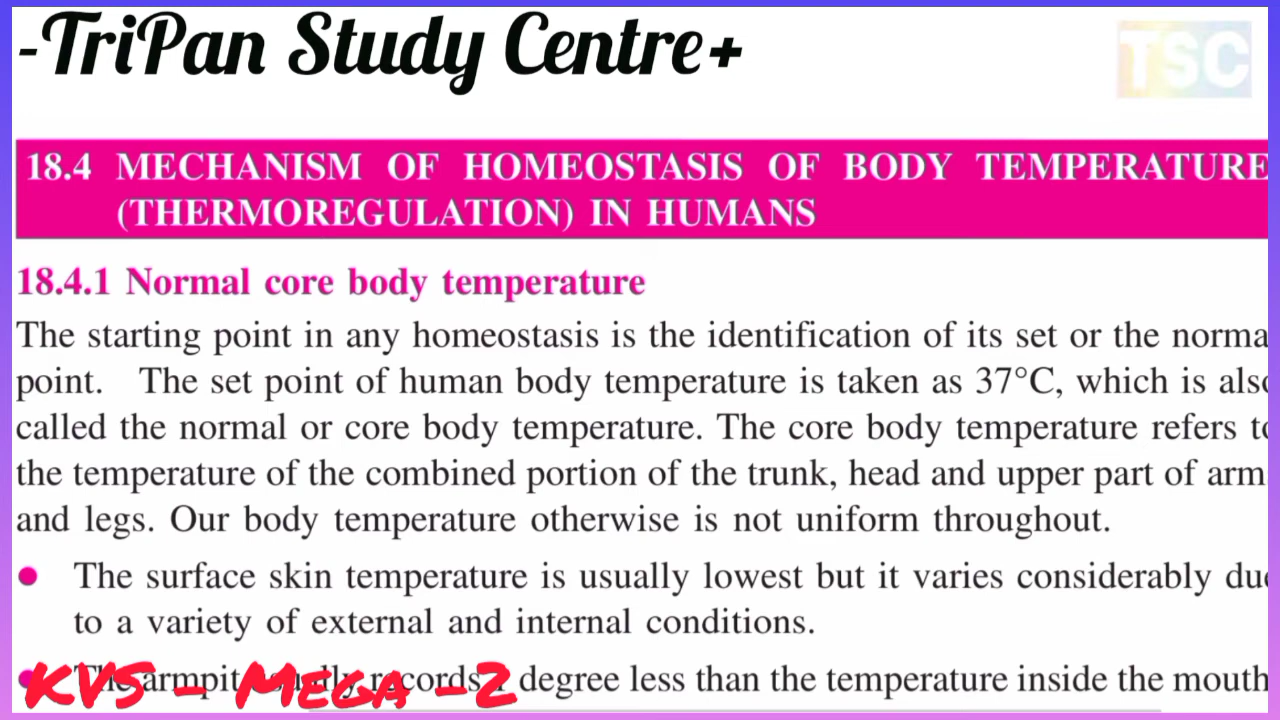 -TriPan Study Centre+
TSC
18.4 MECHANISM OF HOMEOSTASIS OF BODY TEMPERATURE
(THERMOREGULATION) IN HUMANS
18.4.1 Normal core body temperature
The starting point in any homeostasis is the identification of its set or the norma
point. The set point of human body temperature is taken as 37°C, which is also
called the normal or core body temperature. The core body temperature refers to
the temperature of the combined portion of the trunk, head and upper part of arm
and legs. Our body temperature otherwise is not uniform throughout.
• The surface skin temperature is usually lowest but it varies considerably due
to a variety of external and internal conditions.
• The armpit usually records degree less than the temperature inside the mouth
KVS - Mega -2